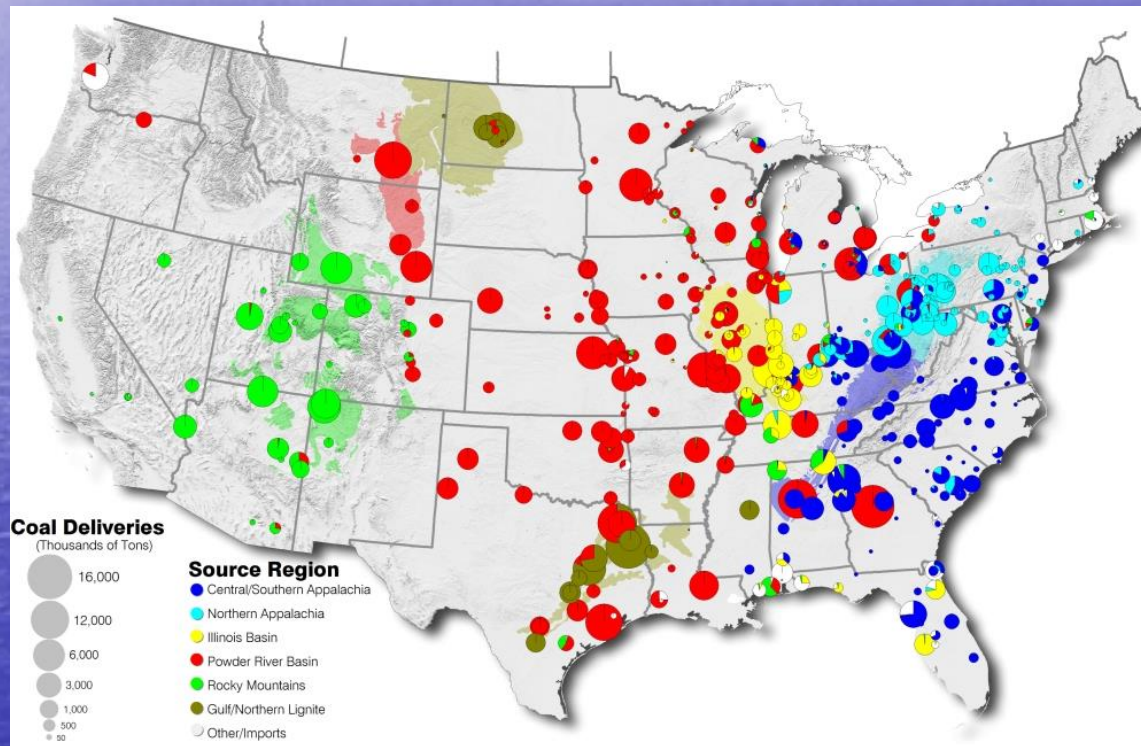 Coal Deliveries
(Thousands of Tons)
16,000
12,000
6,000
3,000
1,000
500
50
Source Region
Central/Southern Appalachia
Northern Appalachia
Illinois Basin
Powder River Basin
Rocky Mountains
Gulf/Northern Lignite
Other/Imports